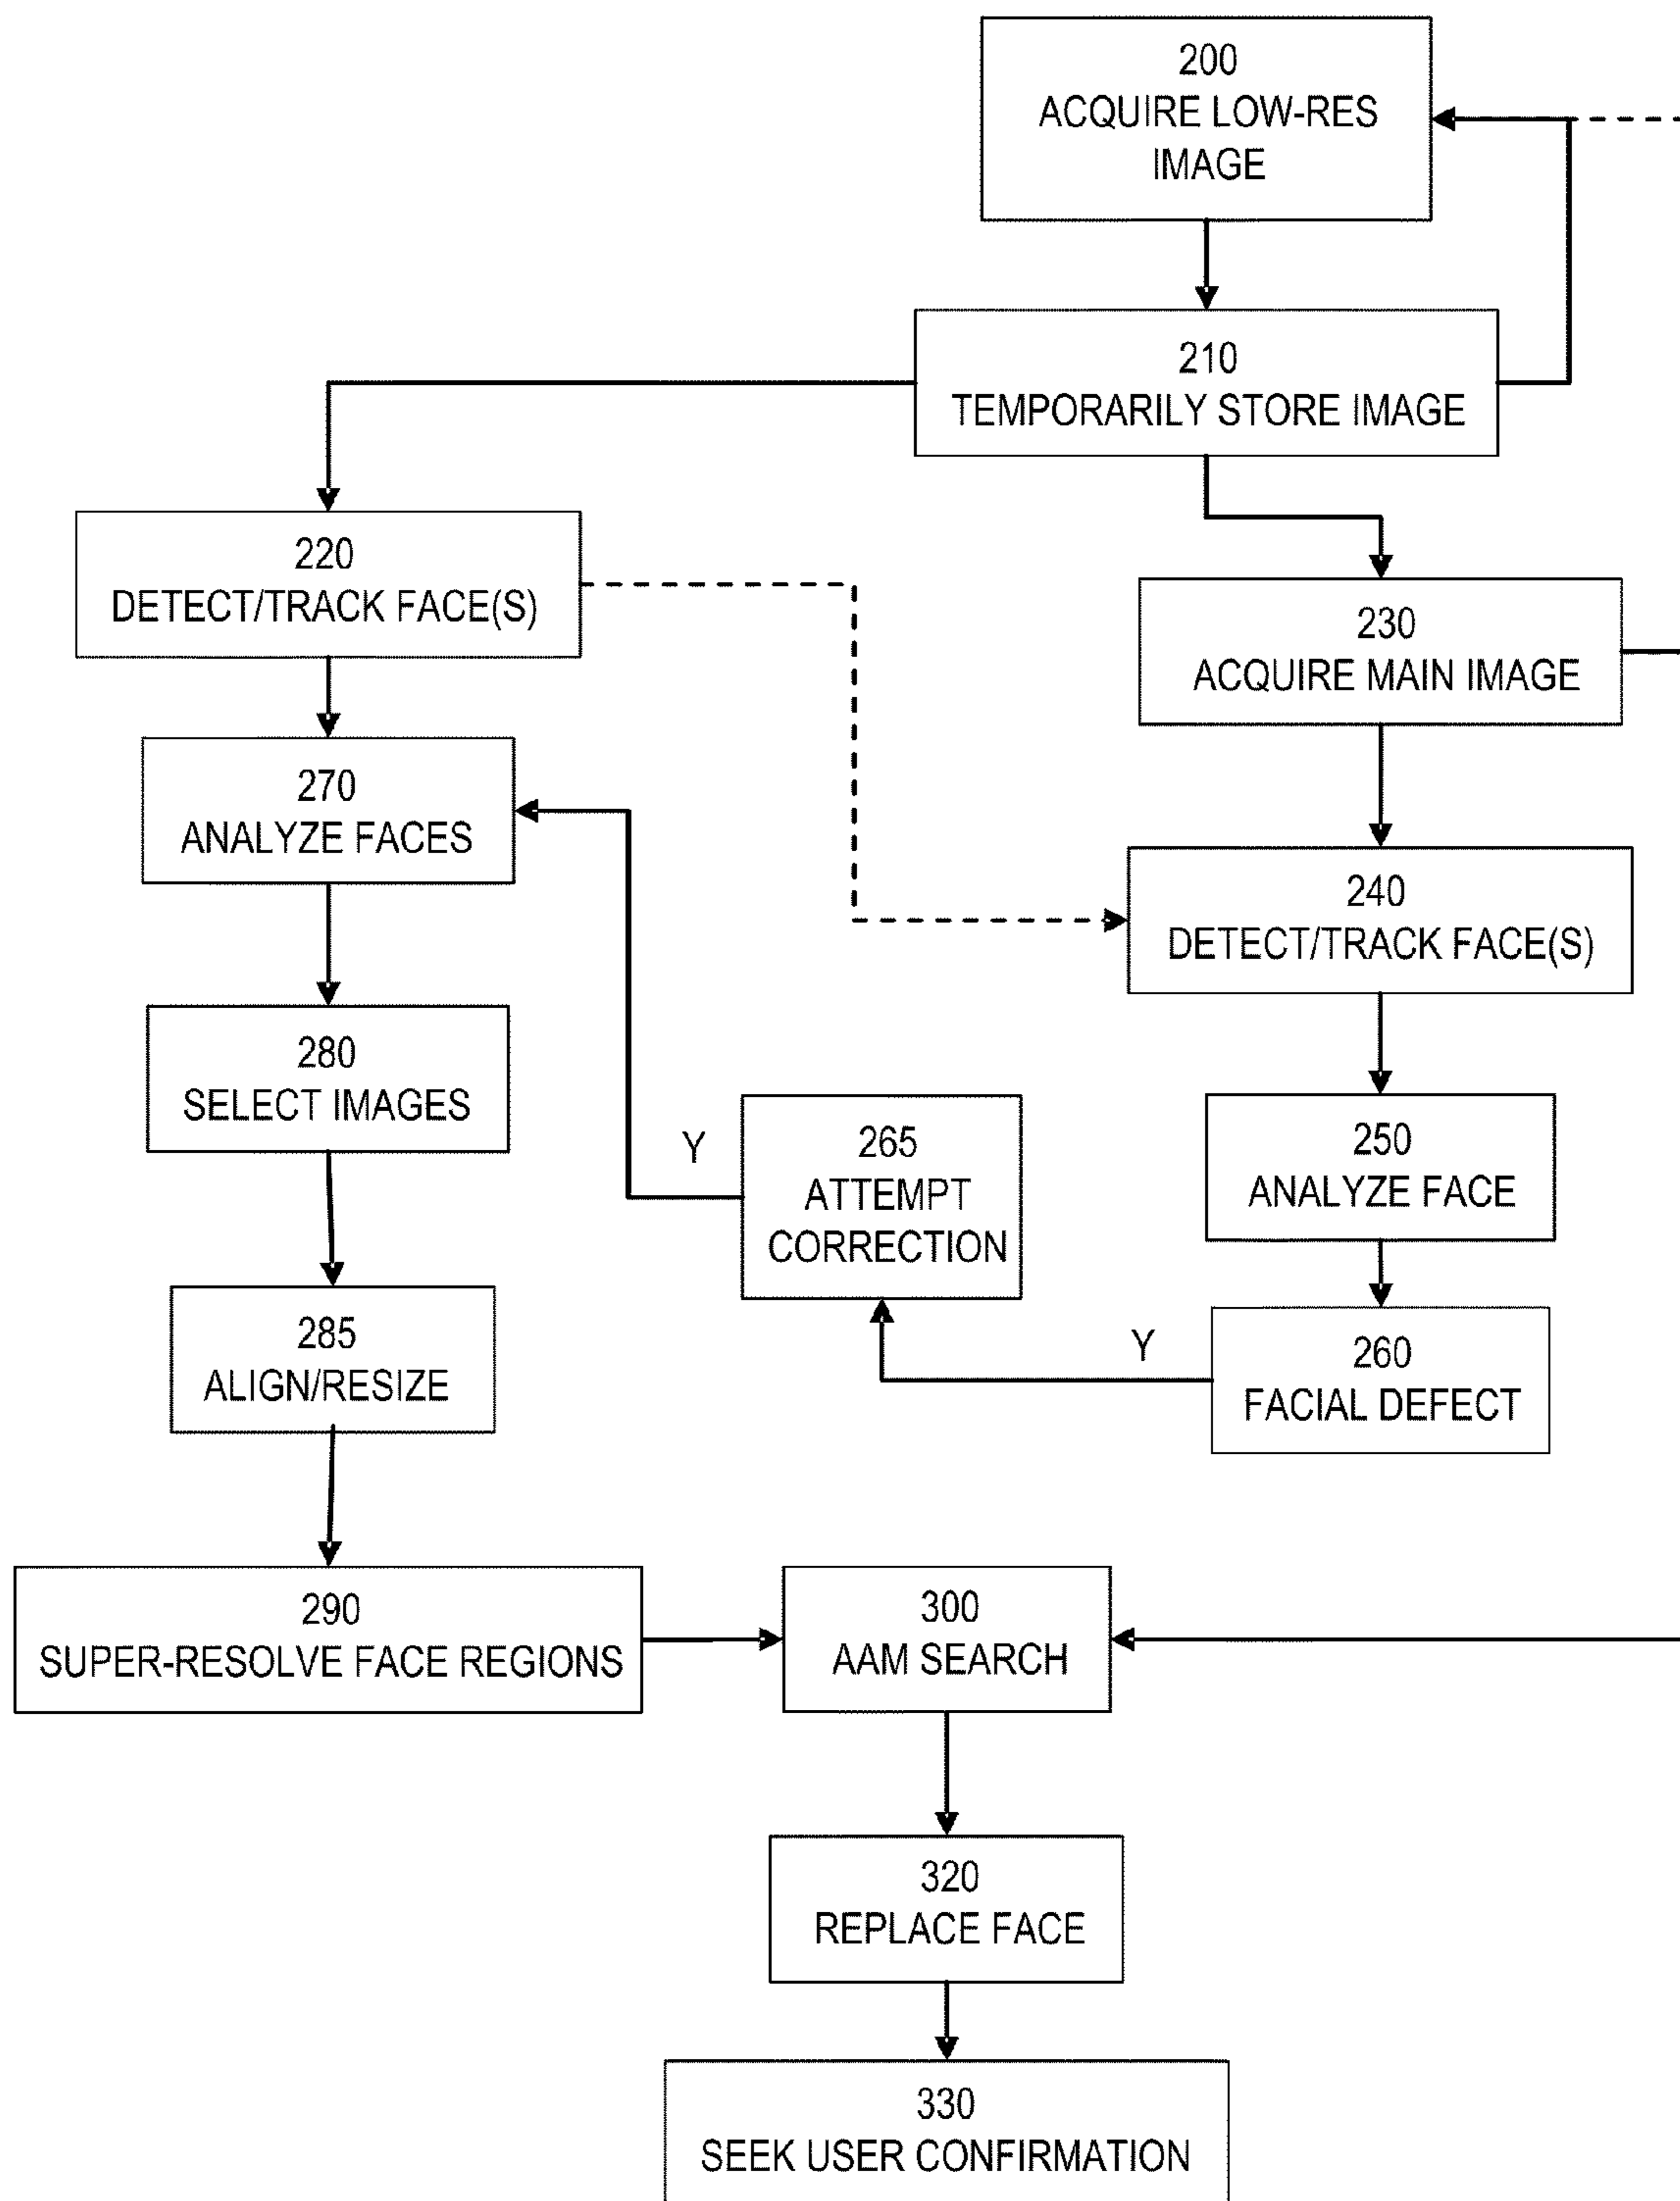 200
ACQUIRE LOW-RES
IMAGE
210
TEMPORARILY STORE IMAGE
220
DETECT/TRACK FACE(S)
230
ACQUIRE MAIN IMAGE
270
ANALYZE FACES
240
DETECT/TRACK FACE(S)
280
SELECT IMAGES
Y
265
ATTEMPT
CORRECTION
250
ANALYZE FACE
285
ALIGN/RESIZE
Y
260
FACIAL DEFECT
290
SUPER-RESOLVE FACE REGIONS
300
AAM SEARCH
320
REPLACE FACE
330
SEEK USER CONFIRMATION